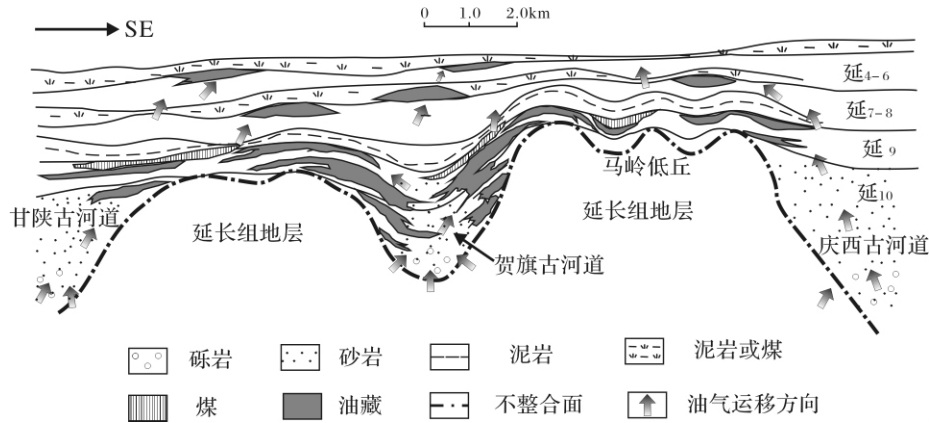 SE
0 1.0 2.0km
延4-6
延7-8
延9
马岭低丘
延10
甘陕古河道
延长组地层
延长组地层
庆西古河道
贺旗古河道
砾岩
砂岩
泥岩
泥岩或煤
煤
油藏
不整合面
油气运移方向